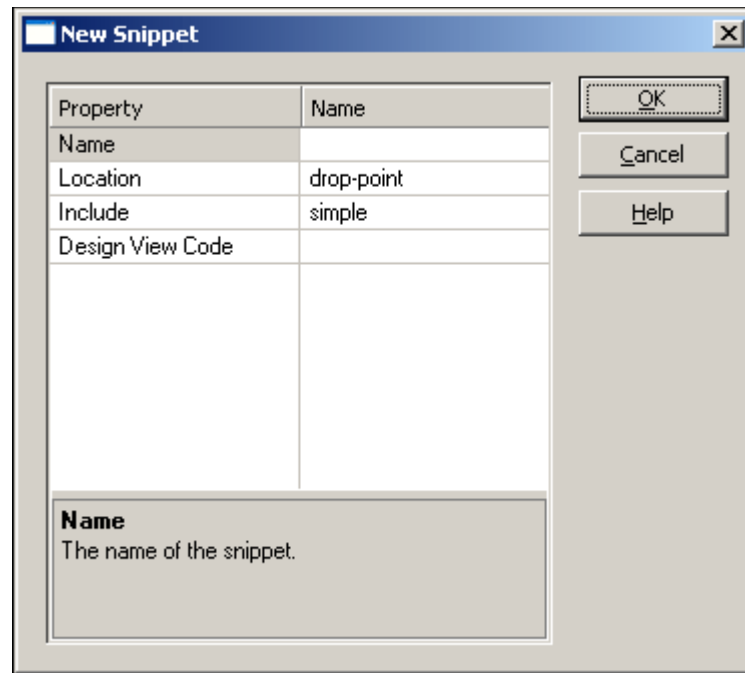 New Snippet
Property Name
Name
Location drop-point
Include simple
Design View Code
Name
The name of the snippet.
OK
Cancel
Help